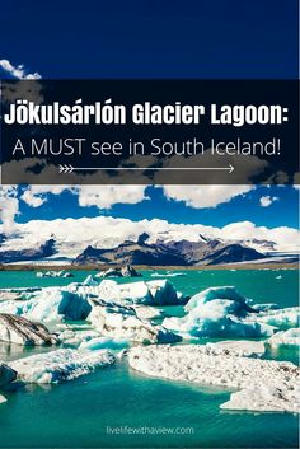 Jökulsárlón Glacier Lagoon:
A MUST see in South Iceland!
livelifewithaview.com